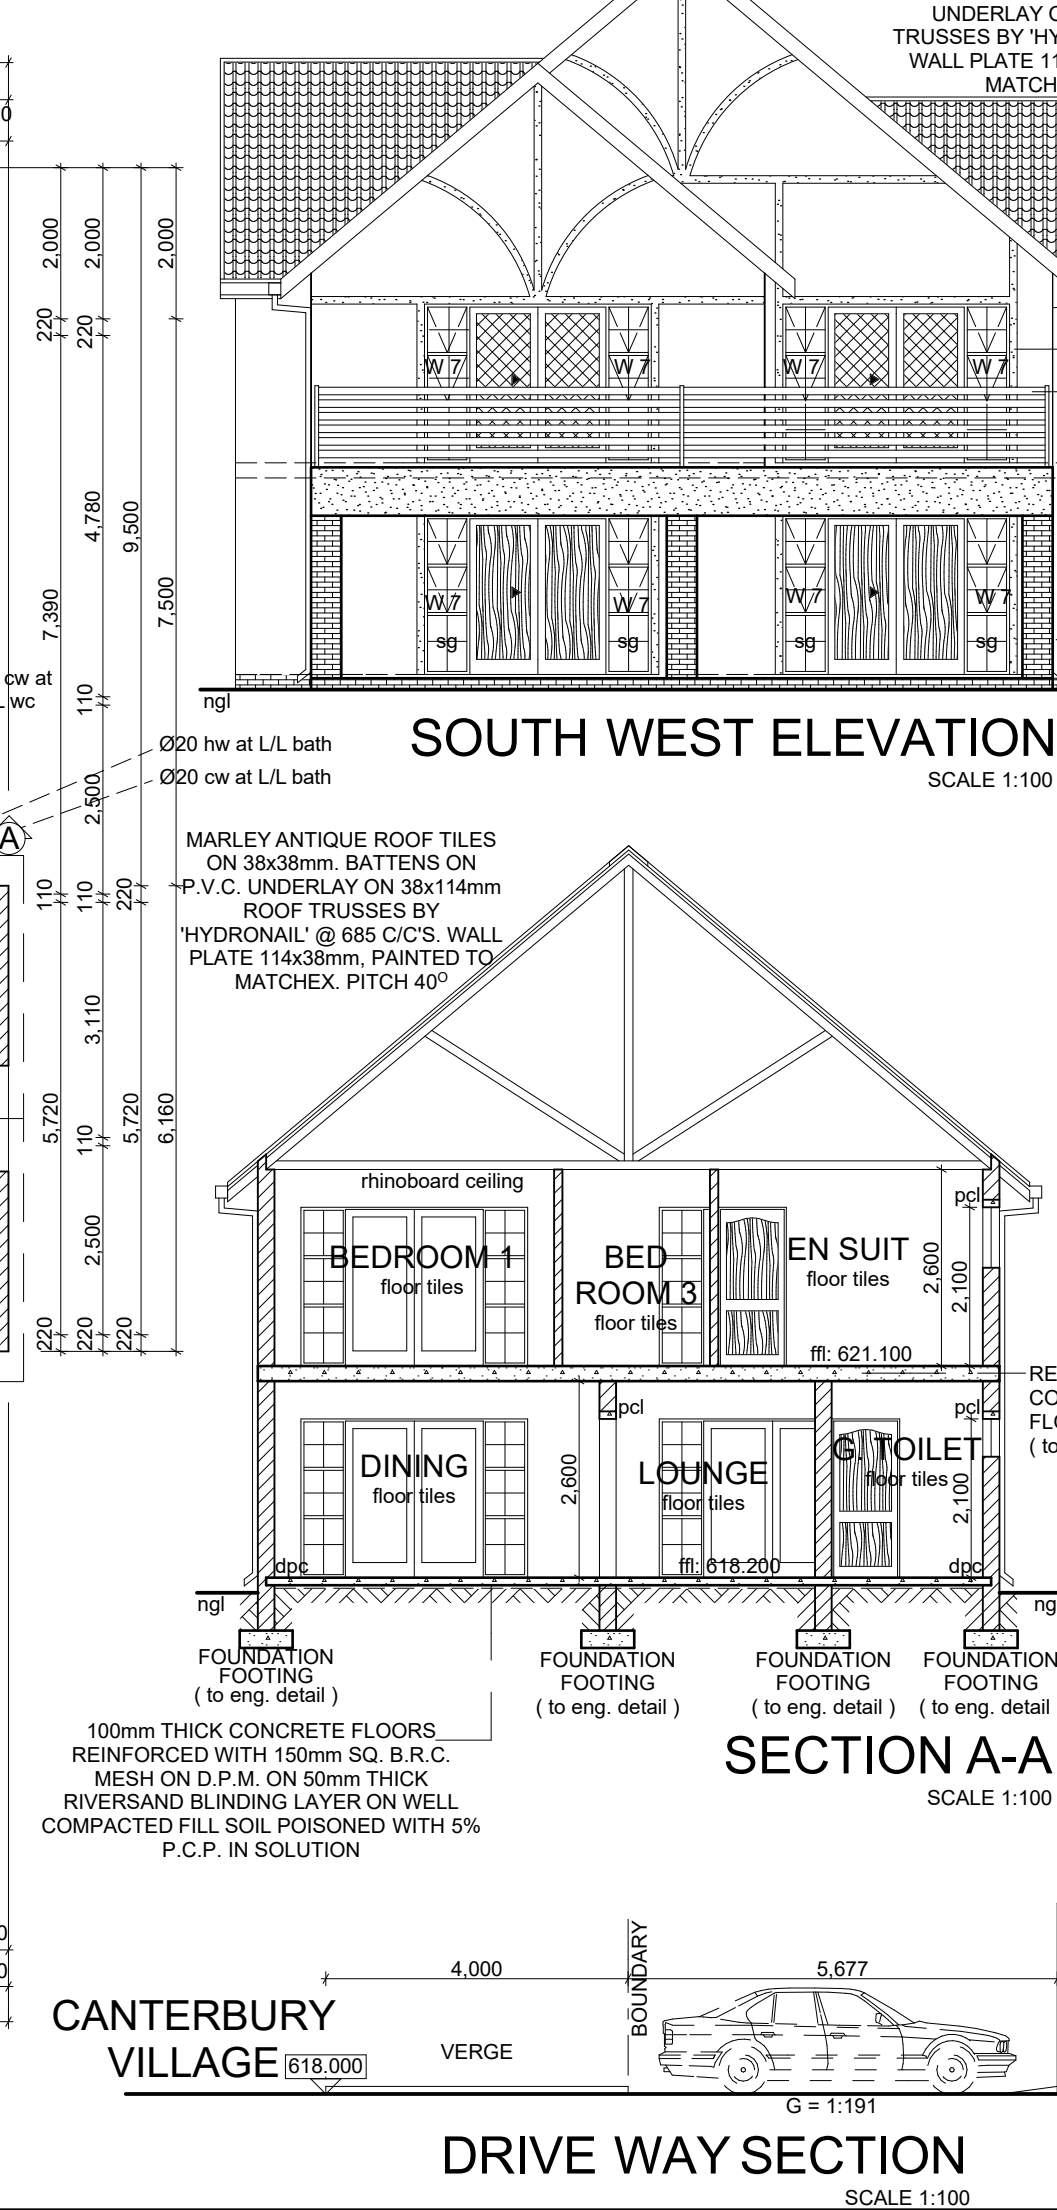 UNDERLAY
TRUSSES BY 'HY
WALL PLATE 11
MATCH
2,000
2,000
2,000
220
220
4,780
9,500
7,390
7,500
W 7
W 7
W 7
W 7
W 7
W 7
W 7
W 7
sg
sg
sg
sg
cw at
wc
110
ngl
SOUTH WEST ELEVATION
SCALE 1:100
Ø20 hw at L/L bath
Ø20 cw at L/L bath
2,500
A
MARLEY ANTIQUE ROOF TILES
ON 38x38mm. BATTENS ON
P.V.C. UNDERLAY ON 38x114mm
ROOF TRUSSES BY
'HYDRONAIL' @ 685 C/C'S. WALL
PLATE 114x38mm, PAINTED TO
MATCHEX. PITCH 40O
110
110
220
3,110
5,720
110
5,720
6,160
2,500
220
220
220
rhinoboard ceiling
pcl
BEDROOM 1
floor tiles
BED
ROOM 3
floor tiles
EN SUIT
floor tiles
2,600
2,100
ffl: 621.100
RE
CO
FLO
( to
pcl
pcl
DINING
floor tiles
2,600
LOUNGE
floor tiles
G. TOILET
floor tiles
2,100
dpc
ffl: 618.200
dpc
ngl
ng
FOUNDATION
FOOTING
( to eng. detail )
FOUNDATION
FOOTING
( to eng. detail )
FOUNDATION
FOOTING
( to eng. detail )
FOUNDATION
FOOTING
( to eng. detail
100mm THICK CONCRETE FLOORS
REINFORCED WITH 150mm SQ. B.R.C.
MESH ON D.P.M. ON 50mm THICK
RIVERSAND BLINDING LAYER ON WELL
COMPACTED FILL SOIL POISONED WITH 5%
P.C.P. IN SOLUTION
SECTION A-A
SCALE 1:100
4,000
BOUNDARY
5,677
CANTERBURY
VILLAGE
618.000
VERGE
G = 1:191
DRIVE WAY SECTION
SCALE 1:100